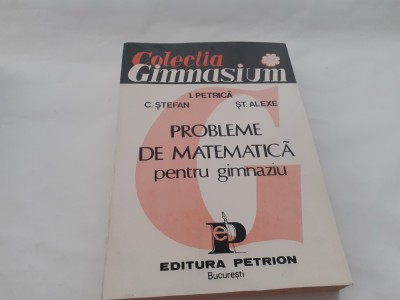 Colecția
Gimnasium
I. PETRICĂ
C. ȘTEFAN ȘT. ALEXE
PROBLEME
DE MATEMATICĂ
pentru gimnaziu
EDITURA PETRION
București